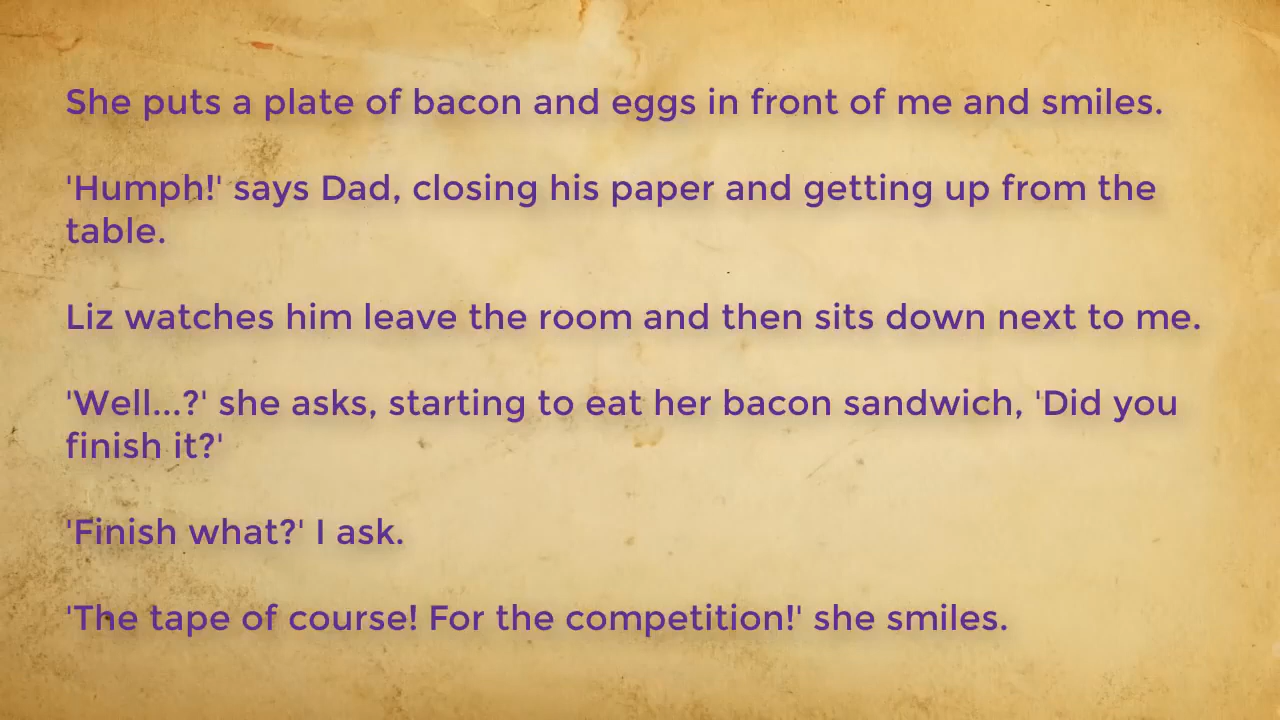 She puts a plate of bacon and eggs in front of me and smiles.
'Humph!' says Dad, closing his paper and getting up from the
table.
Liz watches him leave the room and then sits down next to me.
'Well...?' she asks, starting to eat her bacon sandwich, 'Did you
finish it?'
'Finish what?' I ask.
'The tape of course! For the competition!' she smiles.